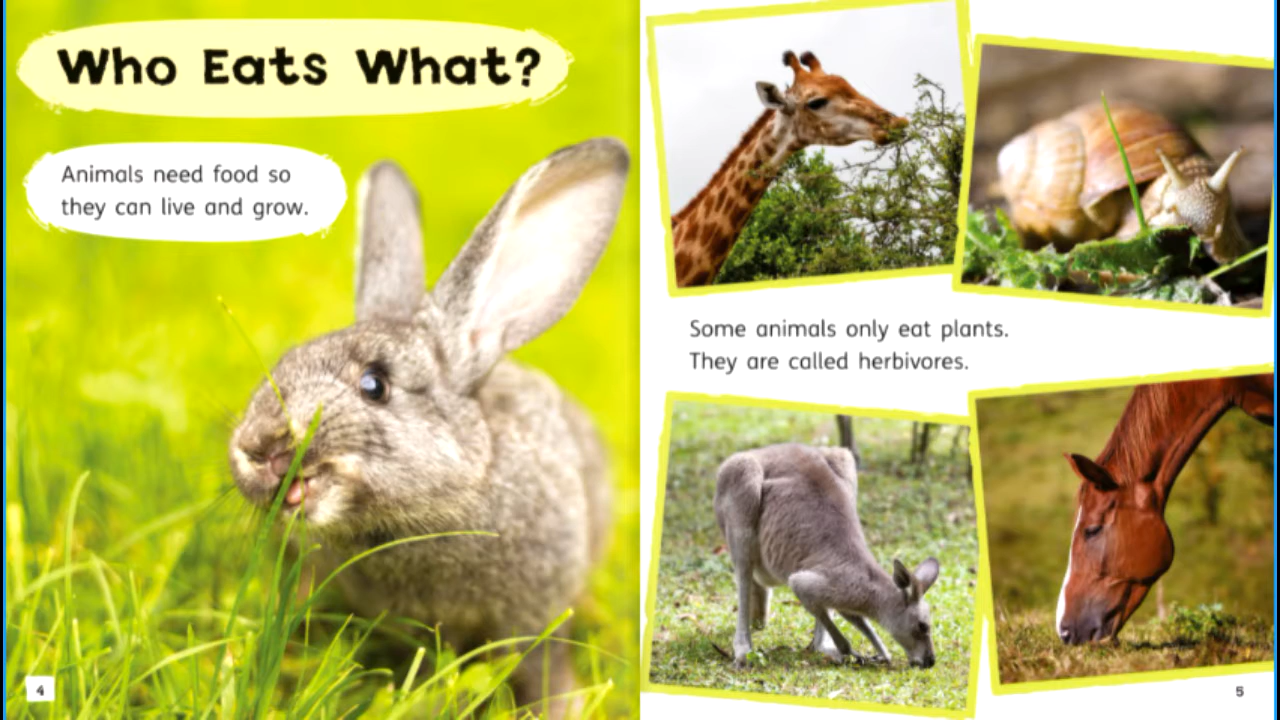 Who Eats What?
Animals need food so
they can live and grow.
4
Some animals only eat plants.
They are called herbivores.
5